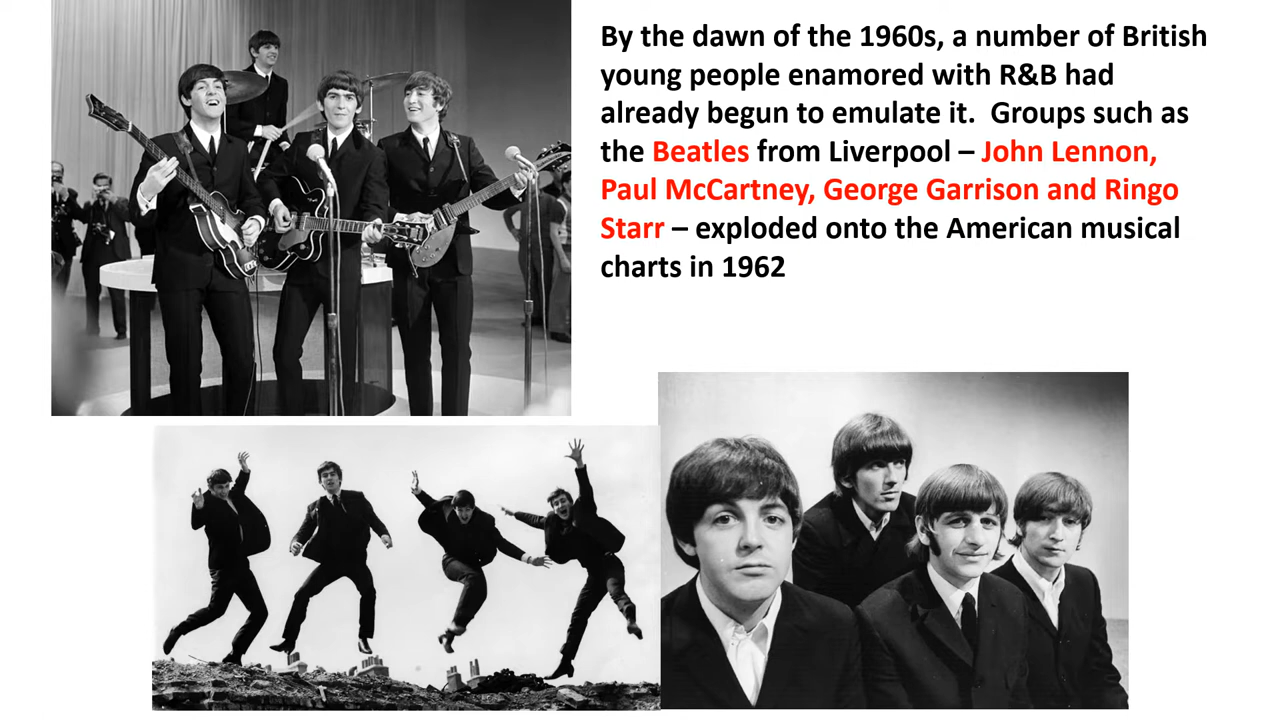 By the dawn of the 1960s, a number of British
young people enamored with R&B had
already begun to emulate it.  Groups such as
the Beatles from Liverpool – John Lennon,
Paul McCartney, George Garrison and Ringo
Starr – exploded onto the American musical
charts in 1962